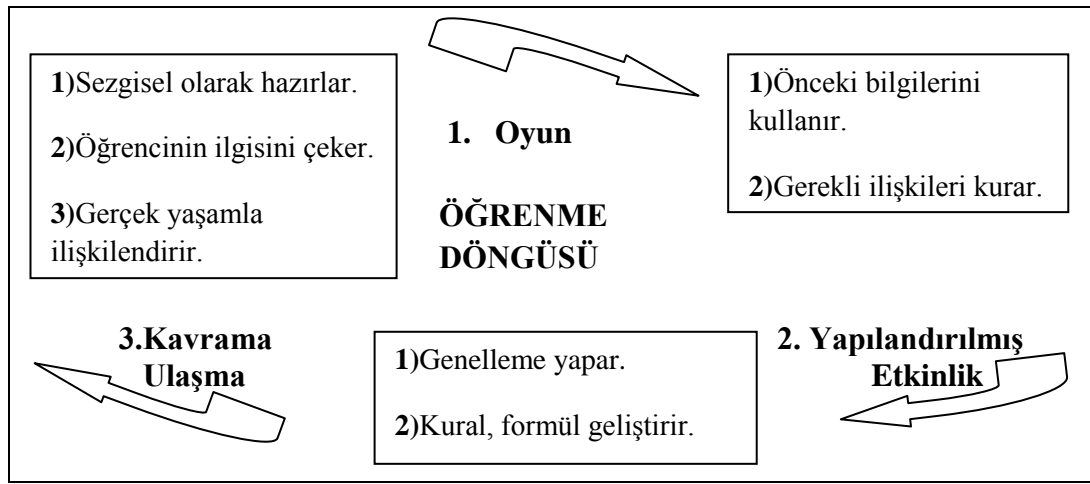 1)Sezgisel olarak hazırlar.
2)Öğrencinin ilgisini çeker.
3)Gerçek yaşamla
ilişkilendirir.
1. Oyun
ÖĞRENME
DÖNGÜSÜ
1)Önceki bilgilerini
kullanır.
2)Gerekli ilişkileri kurar.
2. Yapılandırılmış
Etkinlik
1)Genelleme yapar.
2)Kural, formül geliştirir.
3.Kavrama
Ulaşma